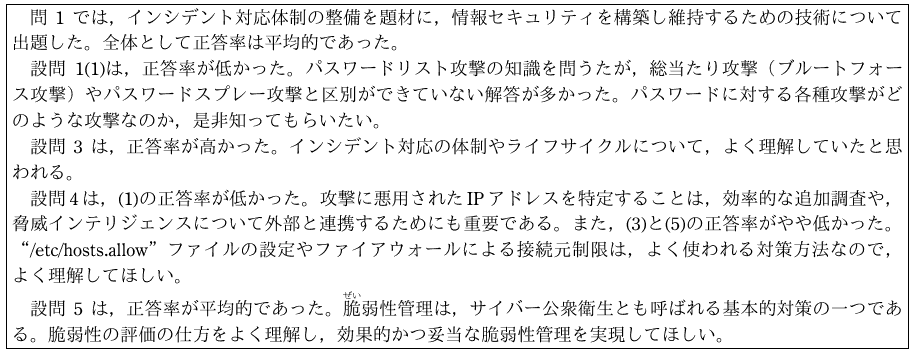 問 1 では，インシデント対応体制の整備を題材に，情報セキュリティを構築し維持するための技術について
出題した。全体として正答率は平均的であった。
設問 1(1)は，正答率が低かった。パスワードリスト攻撃の知識を問うたが，総当たり攻撃（ブルートフォー
ス攻撃）やパスワードスプレー攻撃と区別ができていない解答が多かった。パスワードに対する各種攻撃がど
のような攻撃なのか，是非知ってもらいたい。
設問 3 は，正答率が高かった。インシデント対応の体制やライフサイクルについて，よく理解していたと思
われる。
設問 4 は，(1)の正答率が低かった。攻撃に悪用された IP アドレスを特定することは，効率的な追加調査や，
脅威インテリジェンスについて外部と連携するためにも重要である。また，(3)と(5)の正答率がやや低かった。
“/etc/hosts.allow”ファイルの設定やファイアウォールによる接続元制限は，よく使われる対策方法なので，
よく理解してほしい。
ぜい
設問 5 は，正答率が平均的であった。脆弱性管理は，サイバー公衆衛生とも呼ばれる基本的対策の一つであ
る。脆弱性の評価の仕方をよく理解し，効果的かつ妥当な脆弱性管理を実現してほしい。